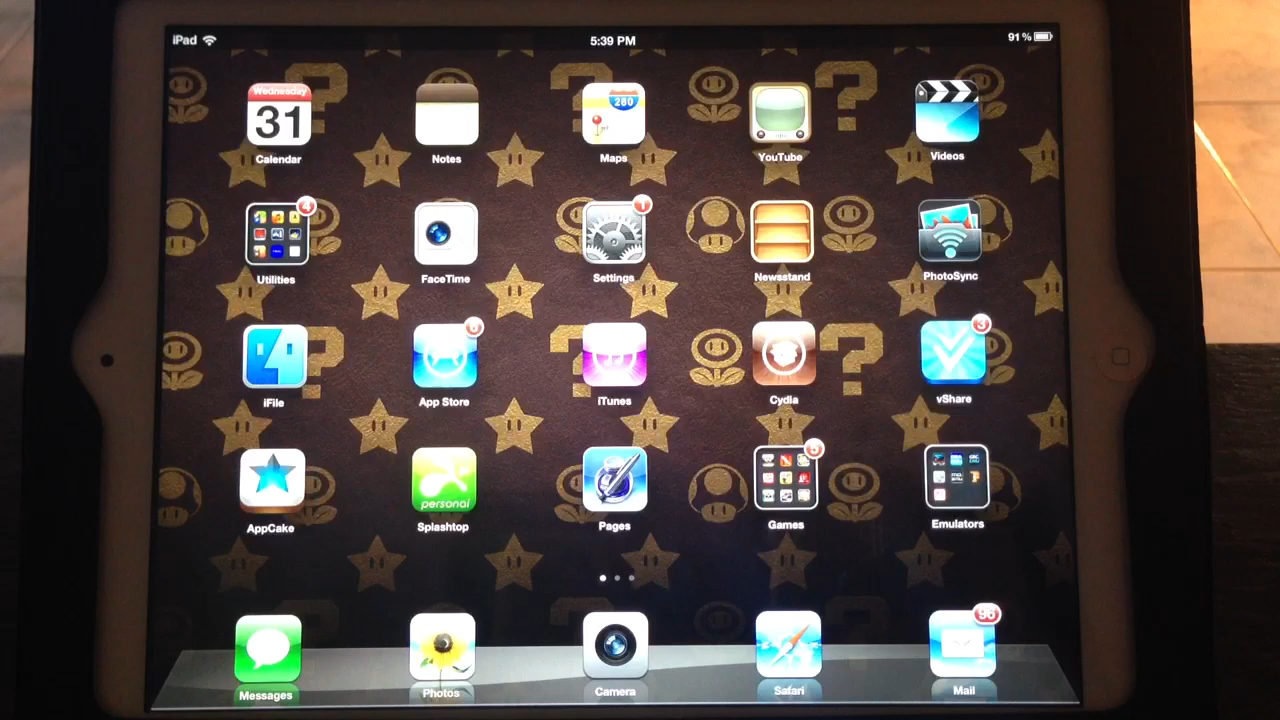 iPad 5:39 PM 91%
Wednesday
31
280
Calendar Notes Maps YouTube Videos
4 1
Utilities FaceTime Settings Newsstand PhotoSync
3
iFile App Store iTunes Cydia vShare
personal
AppCake Splashtop Pages Games Emulators
Messages Photos Camera Safari Mail